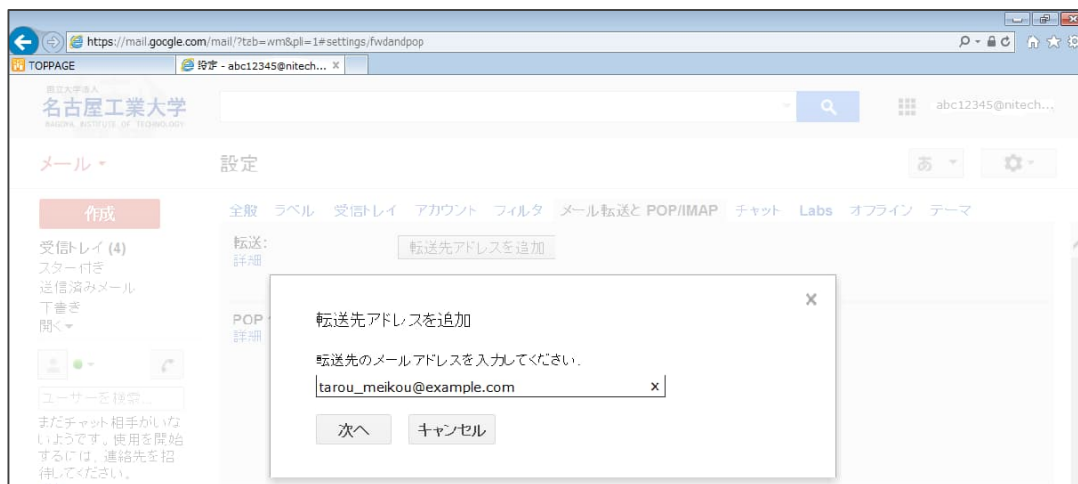 https://mail.google.com/mail/?tab=wm&pli=1#settings/fwdandpop
TOPPAGE
設定 - abc12345@nitech... ×
国立大学法人
名古屋工業大学
NAGOYA INSTITUTE OF TECHNOLOGY
abc12345@nitech...
メール
設定
あ
作成
全般 ラベル 受信トレイ アカウント フィルタ メール転送と POP/IMAP チャット Labs オフライン テーマ
受信トレイ (4)
スター付き
送信済みメール
下書き
開く
転送:
詳細
転送先アドレスを追加
POP
詳細
転送先アドレスを追加
×
転送先のメールアドレスを入力してください.
tarou_meikou@example.com ×
次へ キャンセル
ユーザーを検索...
まだチャット相手がいな
いようです。使用を開始
するには、連絡先を招
待してください。